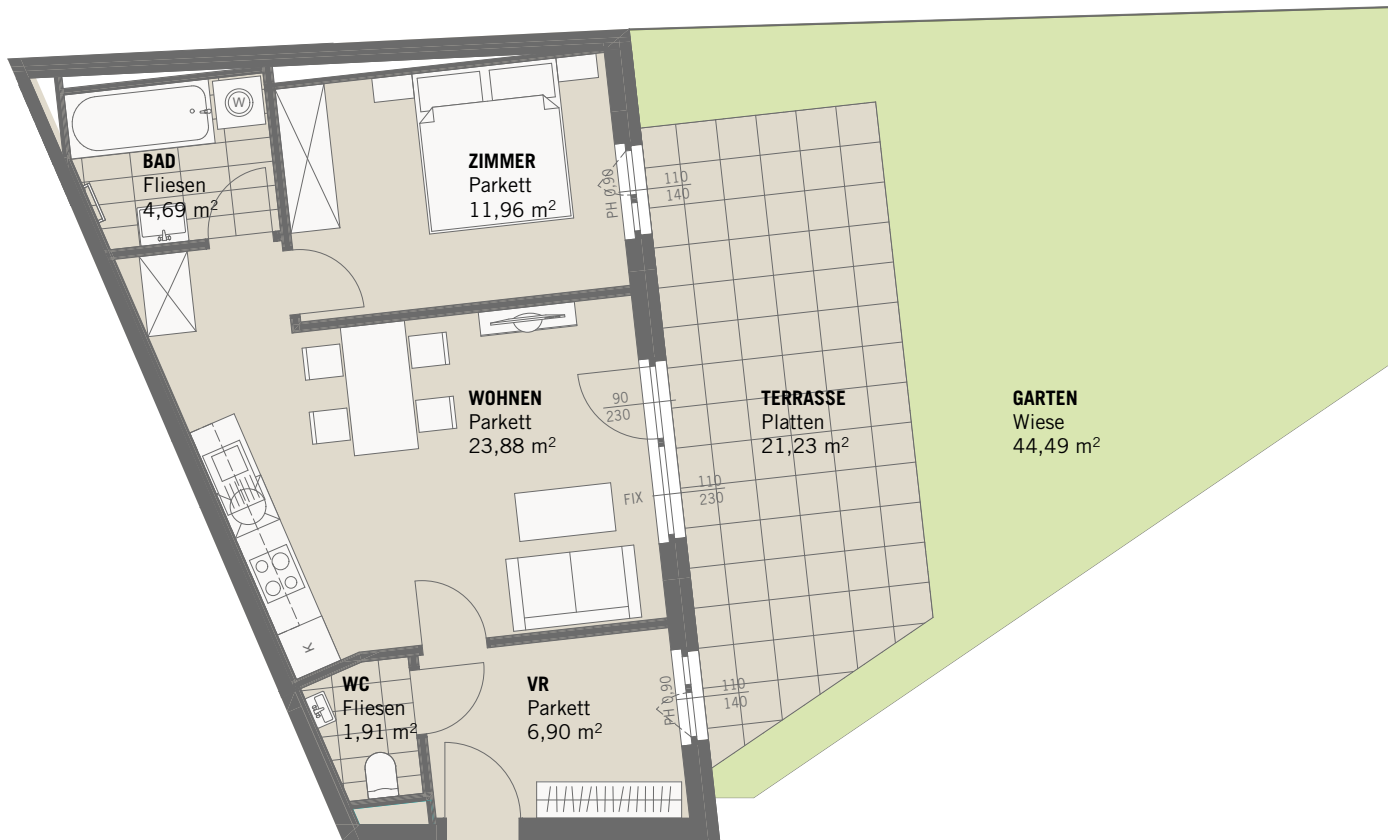 W
BAD
Fliesen
4,69 m²
ZIMMER
Parkett
11,96 m²
PH 0,90
110
140
WOHNEN
Parkett
23,88 m²
90
230
TERRASSE
Platten
21,23 m²
GARTEN
Wiese
44,49 m²
FIX
110
230
K
WC
Fliesen
1,91 m²
VR
Parkett
6,90 m²
PH 0,90
110
140